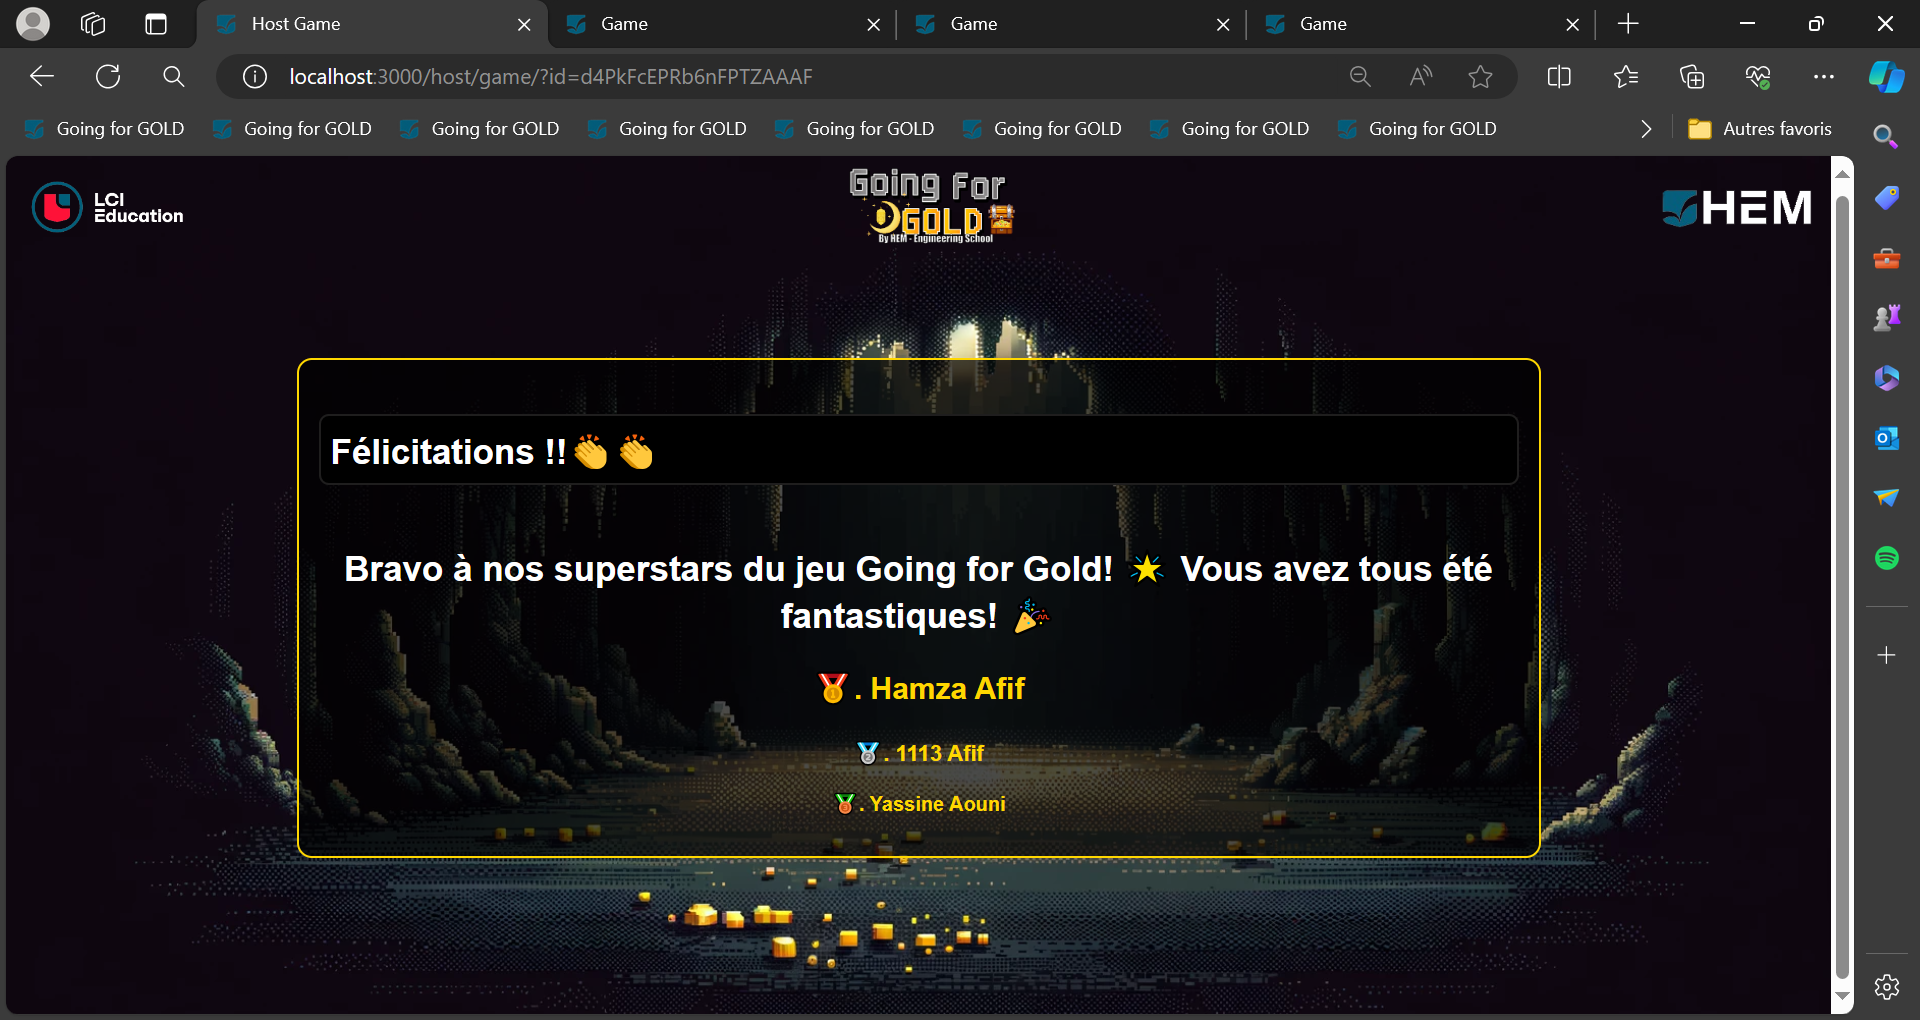 Host Game
Game
Game
Game
localhost:3000/host/game/?id=d4PkFcEPRb6nFPTZAAAF
Going for GOLD
Going for GOLD
Going for GOLD
Going for GOLD
Going for GOLD
Going for GOLD
Going for GOLD
Going for GOLD
Autres favoris
LCI
Education
Going For
GOLD
By HEM - Engineering School
HEM
Félicitations !!👏👏
Bravo à nos superstars du jeu Going for Gold! 🌟 Vous avez tous été
fantastiques! 🎉
🥇. Hamza Afif
🥈. 1113 Afif
🥉. Yassine Aouni